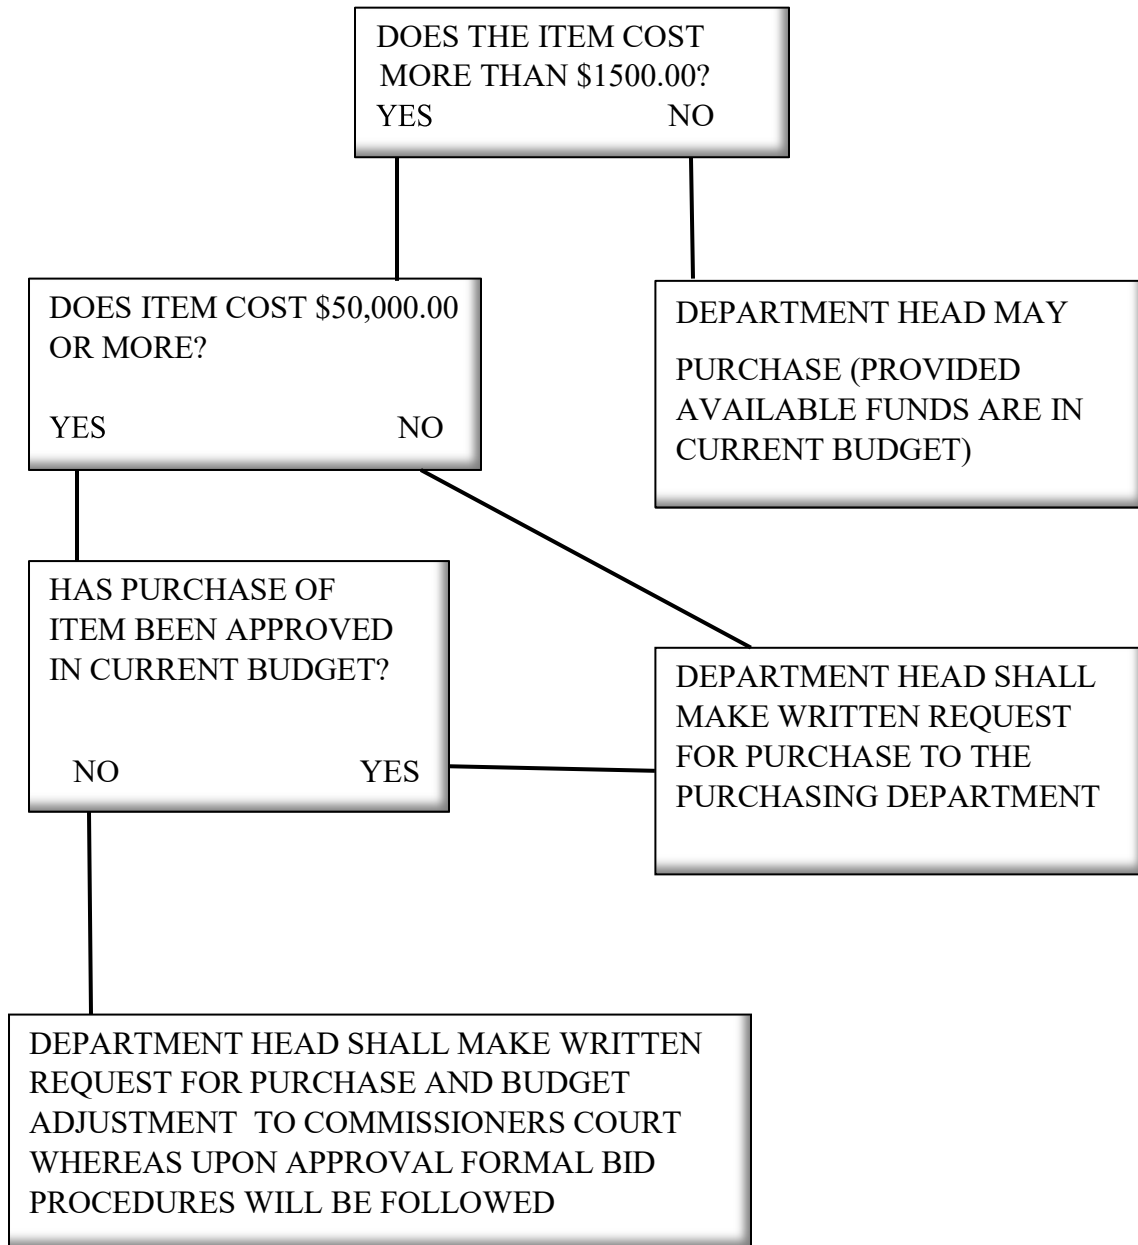 DOES THE ITEM COST
MORE THAN $1500.00?
YES NO
DOES ITEM COST $50,000.00
OR MORE?
YES NO
DEPARTMENT HEAD MAY
PURCHASE (PROVIDED
AVAILABLE FUNDS ARE IN
CURRENT BUDGET)
HAS PURCHASE OF
ITEM BEEN APPROVED
IN CURRENT BUDGET?
NO YES
DEPARTMENT HEAD SHALL
MAKE WRITTEN REQUEST
FOR PURCHASE TO THE
PURCHASING DEPARTMENT
DEPARTMENT HEAD SHALL MAKE WRITTEN
REQUEST FOR PURCHASE AND BUDGET
ADJUSTMENT  TO COMMISSIONERS COURT
WHEREAS UPON APPROVAL FORMAL BID
PROCEDURES WILL BE FOLLOWED